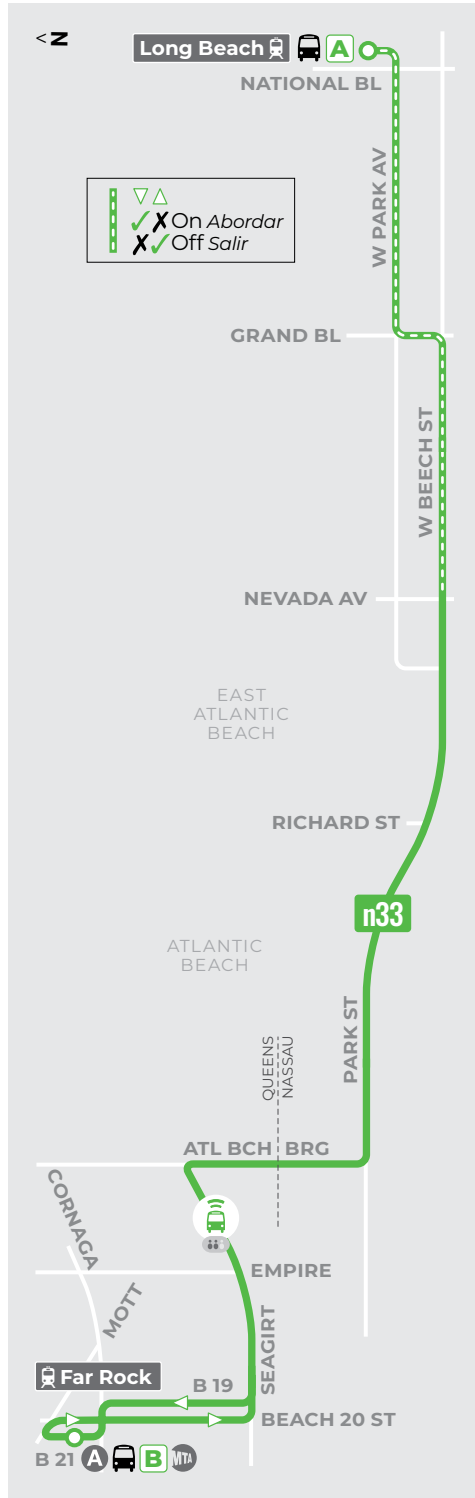 < N
Long Beach A
NATIONAL BL
W PARK AV
On Abordar
Off Salir
GRAND BL
W BEECH ST
NEVADA AV
EAST
ATLANTIC
BEACH
RICHARD ST
n33
ATLANTIC
BEACH
PARK ST
QUEENS
NASSAU
ATL BCH BRG
CORNAGA
MOTT
EMPIRE
SEAGIRT
Far Rock
B 19
BEACH 20 ST
B 21 A B MTA